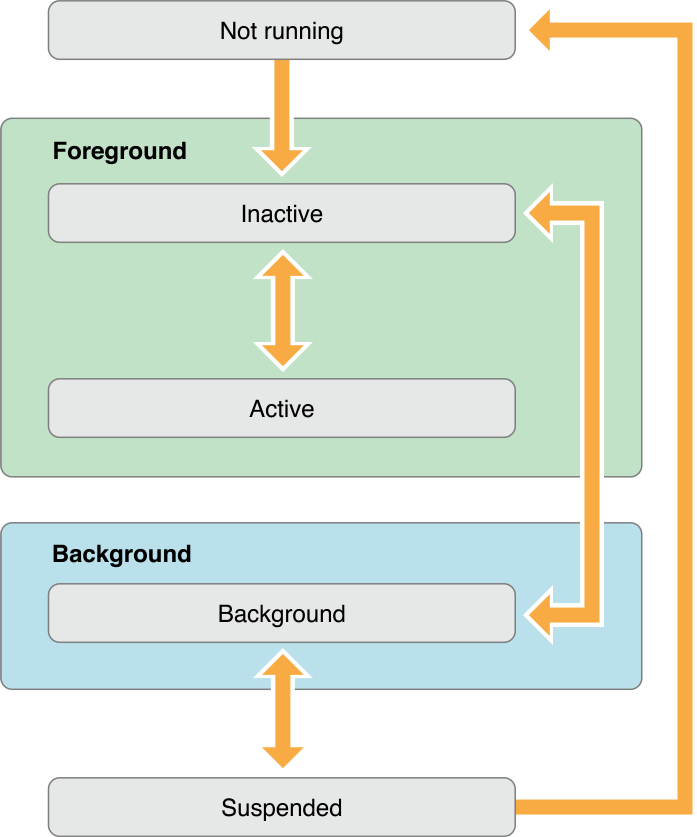 Not running
Foreground
Inactive
Active
Background
Background
Suspended